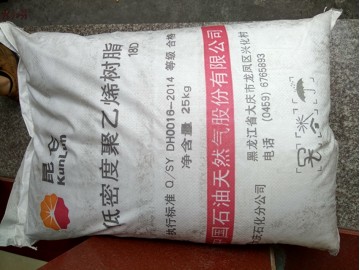 昆仑
KunLun
低密度聚乙烯树脂
18D
执行标准 Q/SY DH0016-2014 等级 合格
净含量 25kg
中国石油天然气股份有限公司
庆石化分公司
黑龙江省大庆市龙凤区兴化村
电话 (0459) 6765893